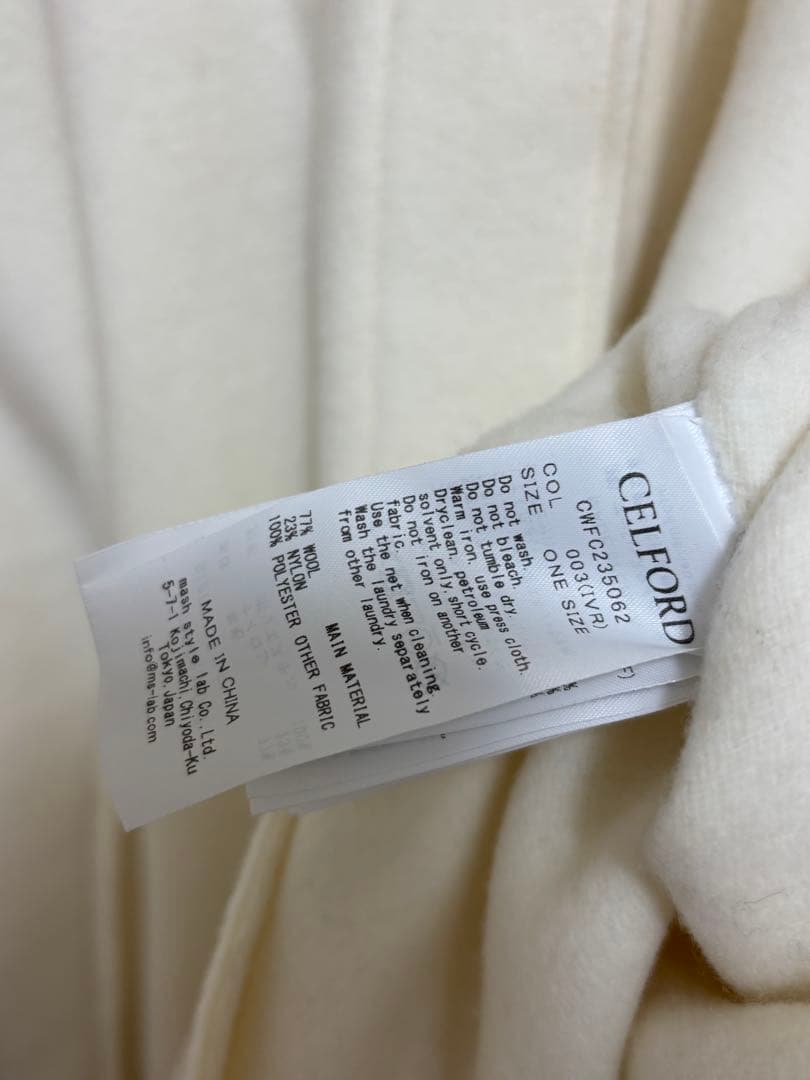 CELFORD
CWFC235062
COL 003(IVR)
SIZE ONE SIZE
Do not wash.
Do not bleach.
Do not tumble dry.
Warm iron. use press cloth.
Dryclean. petroleum
solvent only, short cycle.
Do not iron on another
fabric.
Use the net when cleaning.
Wash the laundry separately
from other laundry.
MAIN MATERIAL
77% WOOL
23% NYLON
100% POLYESTER OTHER FABRIC
MADE IN CHINA
mash style lab Co.,Ltd.
5-7-1 Kojimachi,Chiyoda-Ku
Tokyo.Japan
info@ms-lab.com